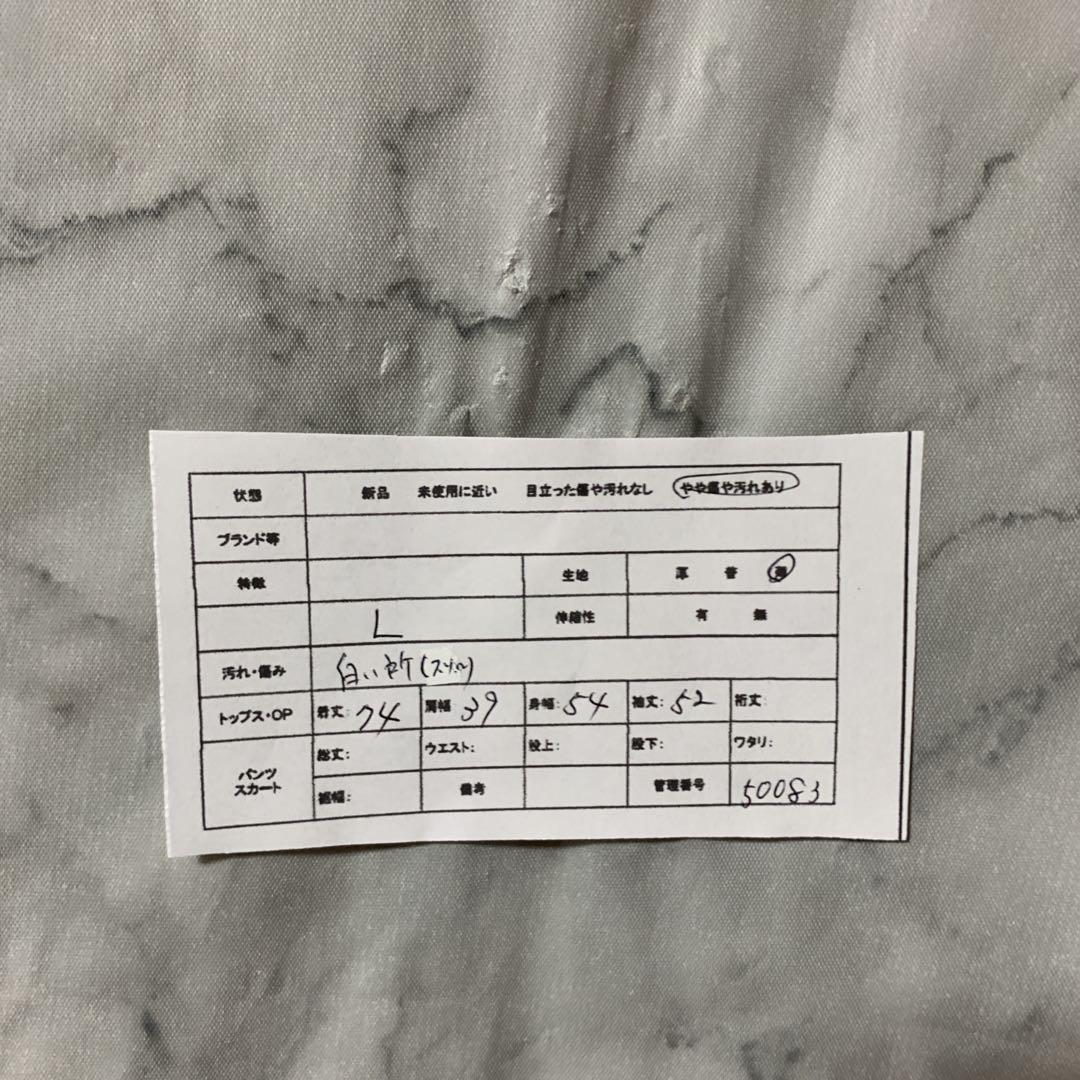 状態 新品 未使用に近い 目立った傷や汚れなし やや傷や汚れあり
ブランド等
特徴 生地 厚 普 薄
L 伸縮性 有 無
汚れ・傷み 白い所
トップス・OP 着丈: 74 肩幅: 39 身幅: 54 袖丈: 52 裄丈:
パンツ スカート 総丈: ウエスト: 股上: 股下: ワタリ:
裾幅: 備考 管理番号 50083